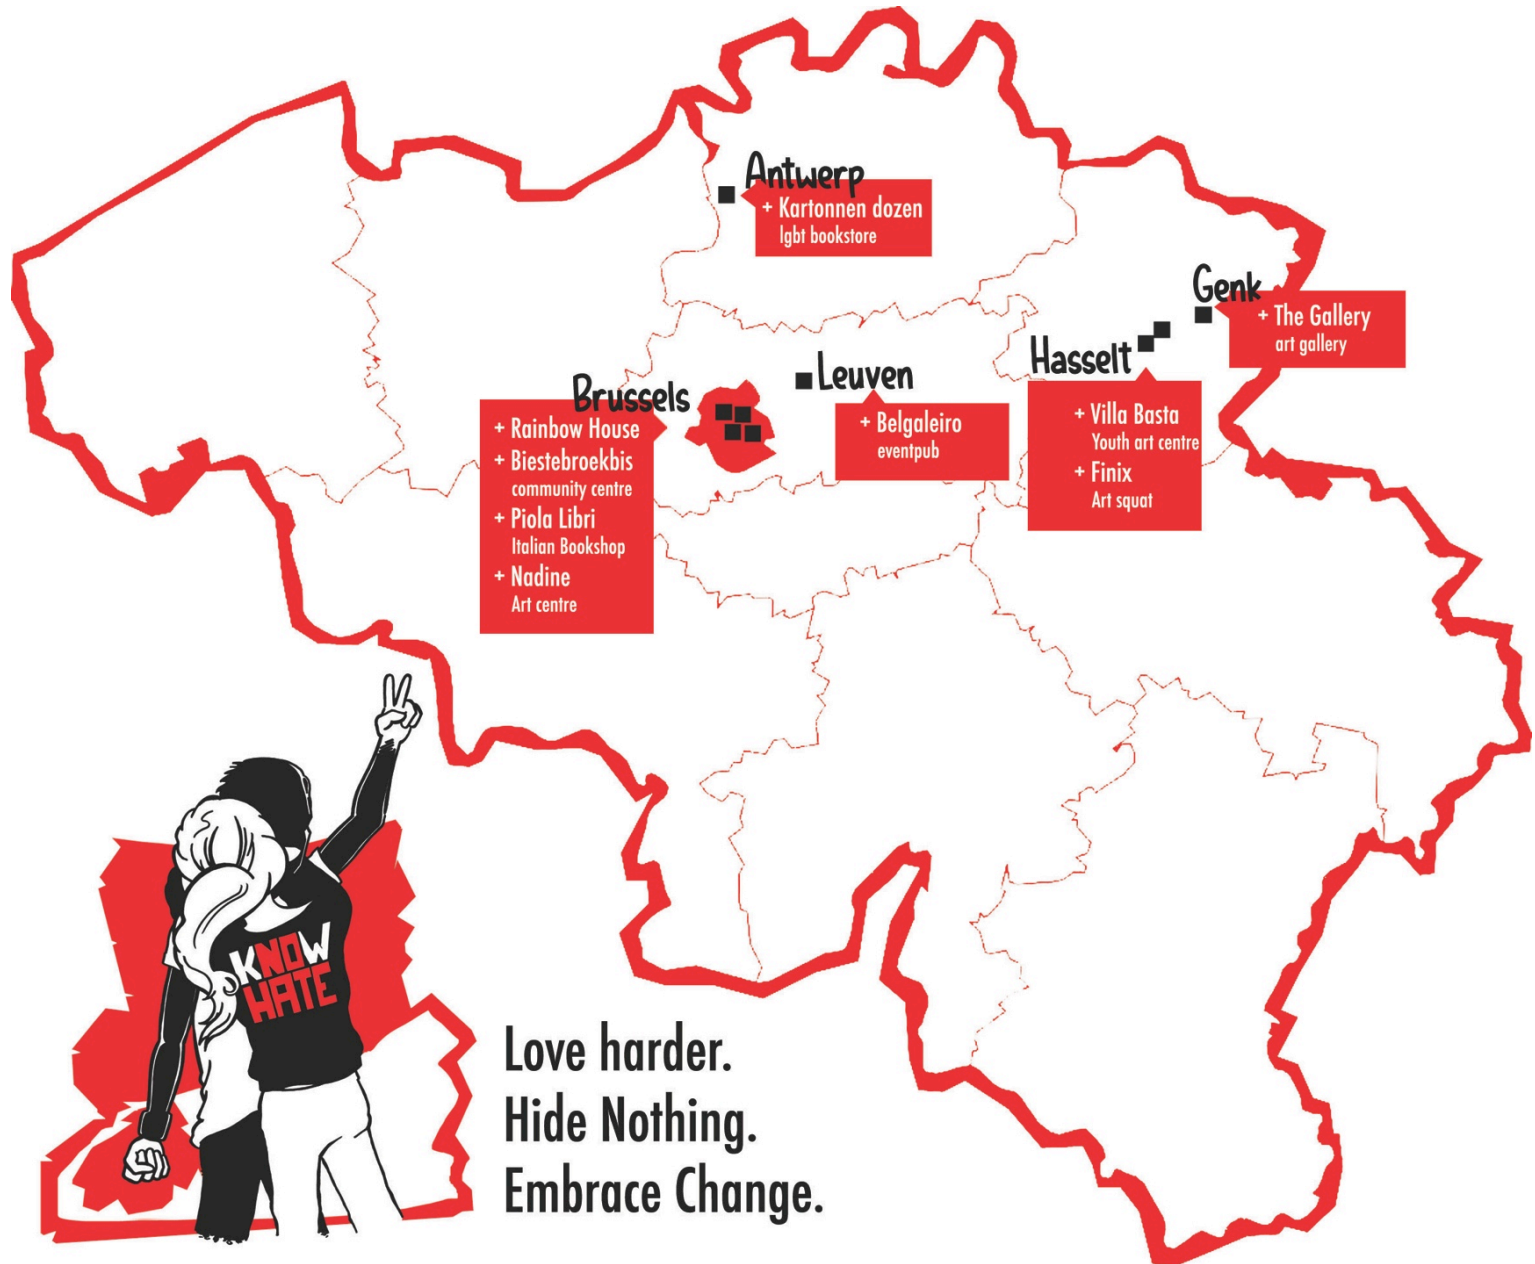 Antwerp
+ Kartonnen dozen
lgbt bookstore
Genk
+ The Gallery
art gallery
Hasselt
+ Villa Basta
Youth art centre
+ Finix
Art squat
Leuven
+ Belgaleiro
eventpub
Brussels
+ Rainbow House
+ Biestebroekbis
community centre
+ Piola Libri
Italian Bookshop
+ Nadine
Art centre
KNOW
HATE
Love harder.
Hide Nothing.
Embrace Change.